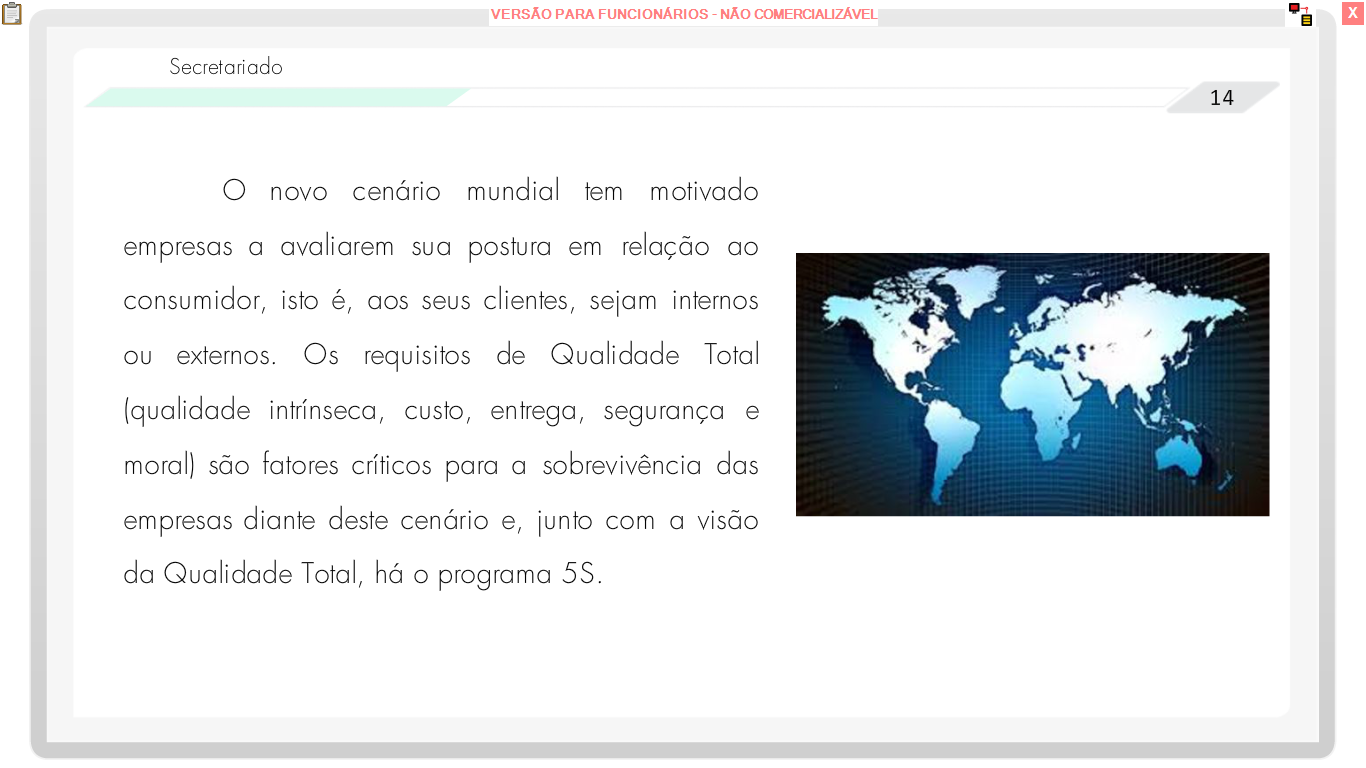 VERSÃO PARA FUNCIONÁRIOS - NÃO COMERCIALIZÁVEL
X
Secretariado
14
O novo cenário mundial tem motivado
empresas a avaliarem sua postura em relação ao
consumidor, isto é, aos seus clientes, sejam internos
ou externos. Os requisitos de Qualidade Total
(qualidade intrínseca, custo, entrega, segurança e
moral) são fatores críticos para a sobrevivência das
empresas diante deste cenário e, junto com a visão
da Qualidade Total, há o programa 5S.